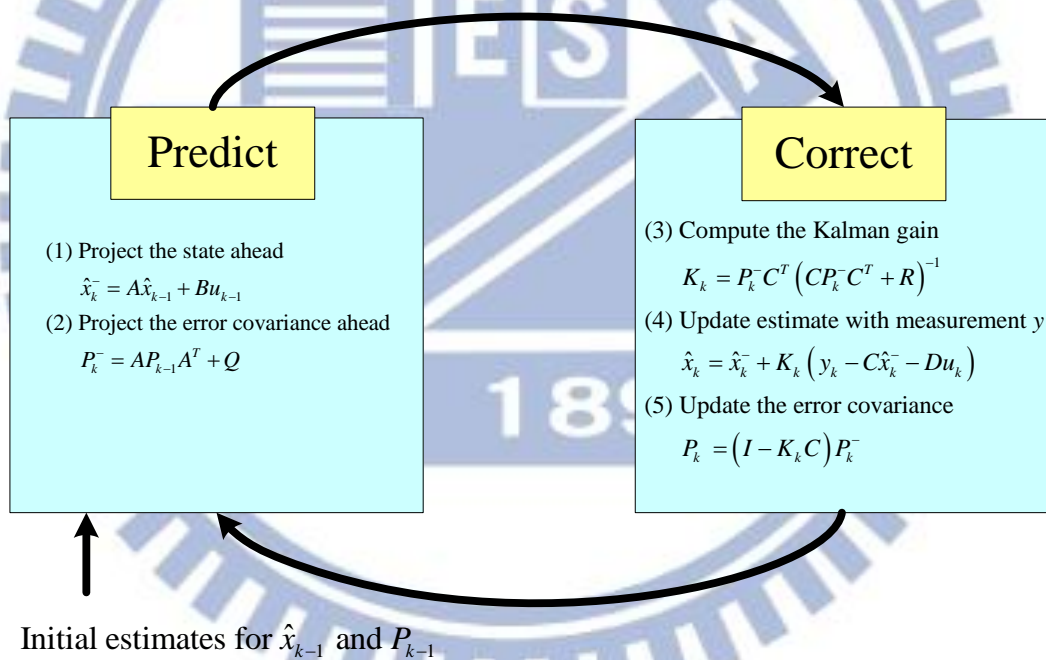 E S A
Predict
(1) Project the state ahead
x̂ₖ⁻ = Ax̂ₖ₋₁ + Buₖ₋₁
(2) Project the error covariance ahead
Pₖ⁻ = APₖ₋₁Aᵀ + Q
Correct
(3) Compute the Kalman gain
Kₖ = Pₖ⁻Cᵀ (CPₖ⁻Cᵀ + R)⁻¹
(4) Update estimate with measurement y
x̂ₖ = x̂ₖ⁻ + Kₖ (yₖ − Cx̂ₖ⁻ − Duₖ)
(5) Update the error covariance
Pₖ = (I − KₖC) Pₖ⁻
189
Initial estimates for x̂ₖ₋₁ and Pₖ₋₁